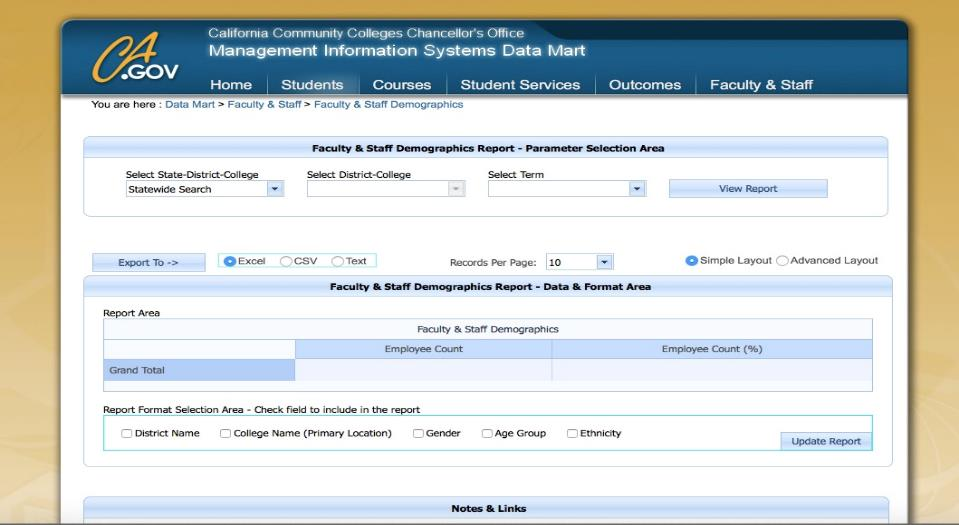 CA
.GOV
California Community Colleges Chancellor's Office
Management Information Systems Data Mart
Home Students Courses Student Services Outcomes Faculty & Staff
You are here : Data Mart > Faculty & Staff > Faculty & Staff Demographics
Faculty & Staff Demographics Report - Parameter Selection Area
Select State-District-College Select District-College Select Term
Statewide Search View Report
Export To -> Excel CSV Text Records Per Page: 10 Simple Layout Advanced Layout
Faculty & Staff Demographics Report - Data & Format Area
Report Area
Faculty & Staff Demographics
Employee Count Employee Count (%)
Grand Total
Report Format Selection Area - Check field to include in the report
District Name College Name (Primary Location) Gender Age Group Ethnicity
Update Report
Notes & Links